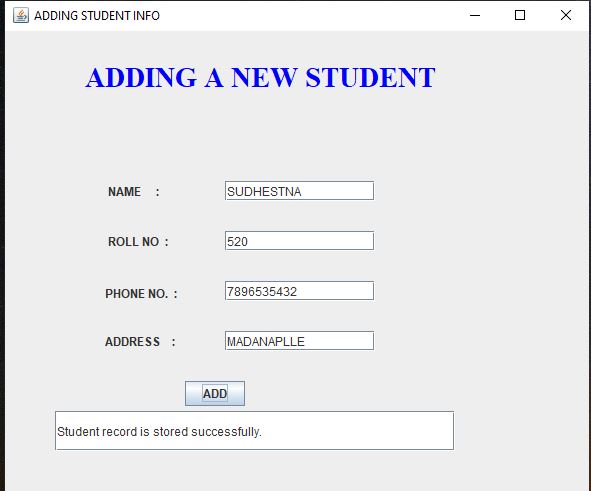 ADDING STUDENT INFO
ADDING A NEW STUDENT
NAME : SUDHESTNA
ROLL NO : 520
PHONE NO. : 7896535432
ADDRESS : MADANAPLLE
ADD
Student record is stored successfully.